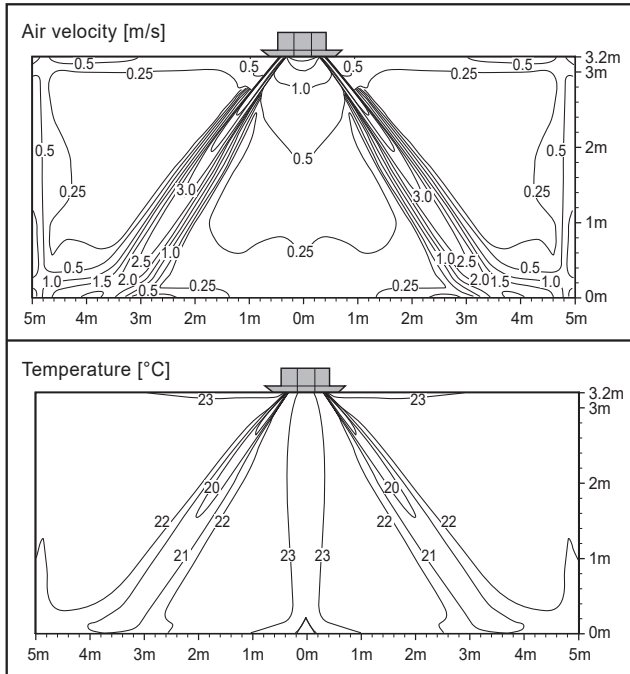 Air velocity [m/s]
3.2m
0.5 0.5 0.5 0.5
3m
0.25 0.25
1.0
0.5 0.5 0.5
2m
3.0 3.0
0.25 0.25
1m
0.25
0.5 2.5 1.0 1.0 2.5 0.5
1.0 1.5 2.0 0.5 0.25 0.25 2.0 1.5 1.0
0m
5m 4m 3m 2m 1m 0m 1m 2m 3m 4m 5m
Temperature [°C]
3.2m
23 23
3m
20 20
2m
22 22 22 22
21 23 23 21
1m
0m
5m 4m 3m 2m 1m 0m 1m 2m 3m 4m 5m